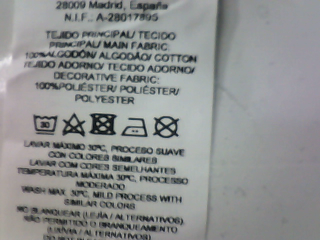 28009 Madrid, España
N.I.F. A-28017895
TEJIDO PRINCIPAL/ TECIDO
PRINCIPAL/ MAIN FABRIC:
100%ALGODÓN/ ALGODÃO/ COTTON
TEJIDO ADORNO/ TECIDO ADORNO/
DECORATIVE FABRIC:
100%POLIÉSTER/ POLIÉSTER/
POLYESTER
30
LAVAR MÁXIMO 30ºC, PROCESO SUAVE
CON COLORES SIMILARES
LAVAR COM CORES SEMELHANTES
TEMPERATURA MÁXIMA 30ºC, PROCESSO
MODERADO
WASH MAX. 30ºC, MILD PROCESS WITH
SIMILAR COLORS
NO BLANQUEAR (LEJÍA / ALTERNATIVOS)
NÃO PERMITIDO O BRANQUEAMENTO
(LIXÍVIA / ALTERNATIVOS)